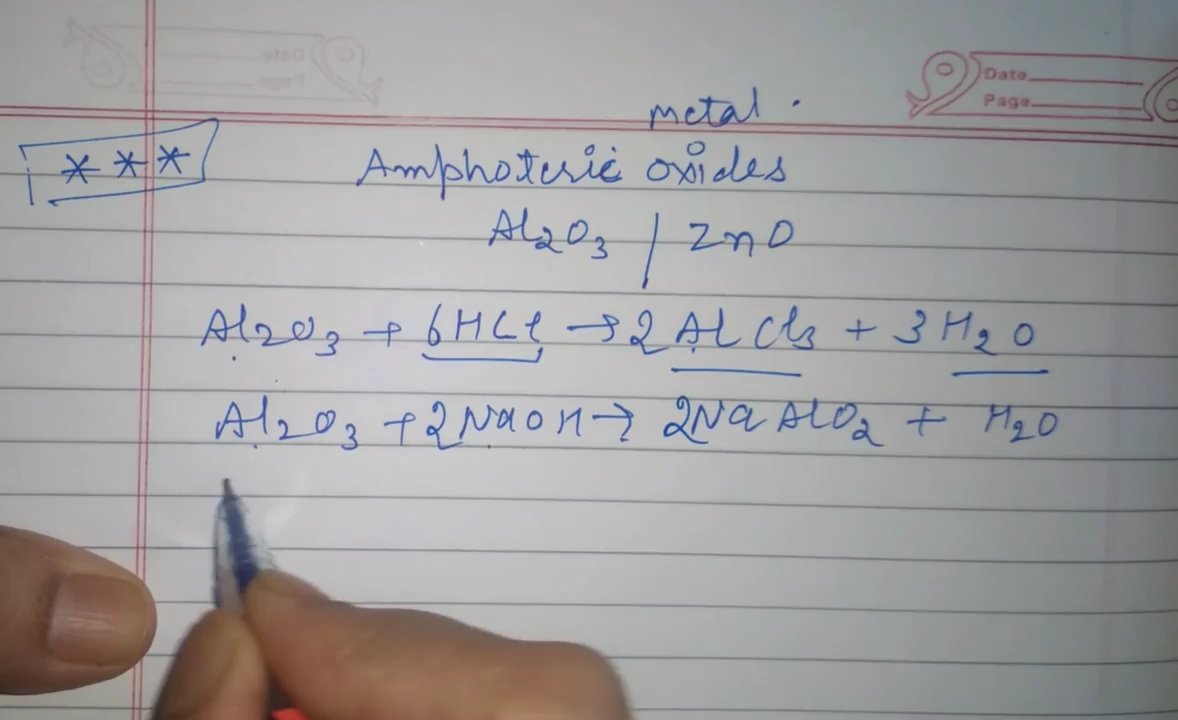 Date
Page
metal.
*** Amphoteric oxides
Al2O3 / ZnO
Al2O3 + 6HCl → 2AlCl3 + 3H2O
Al2O3 + 2NaOH → 2NaAlO2 + H2O